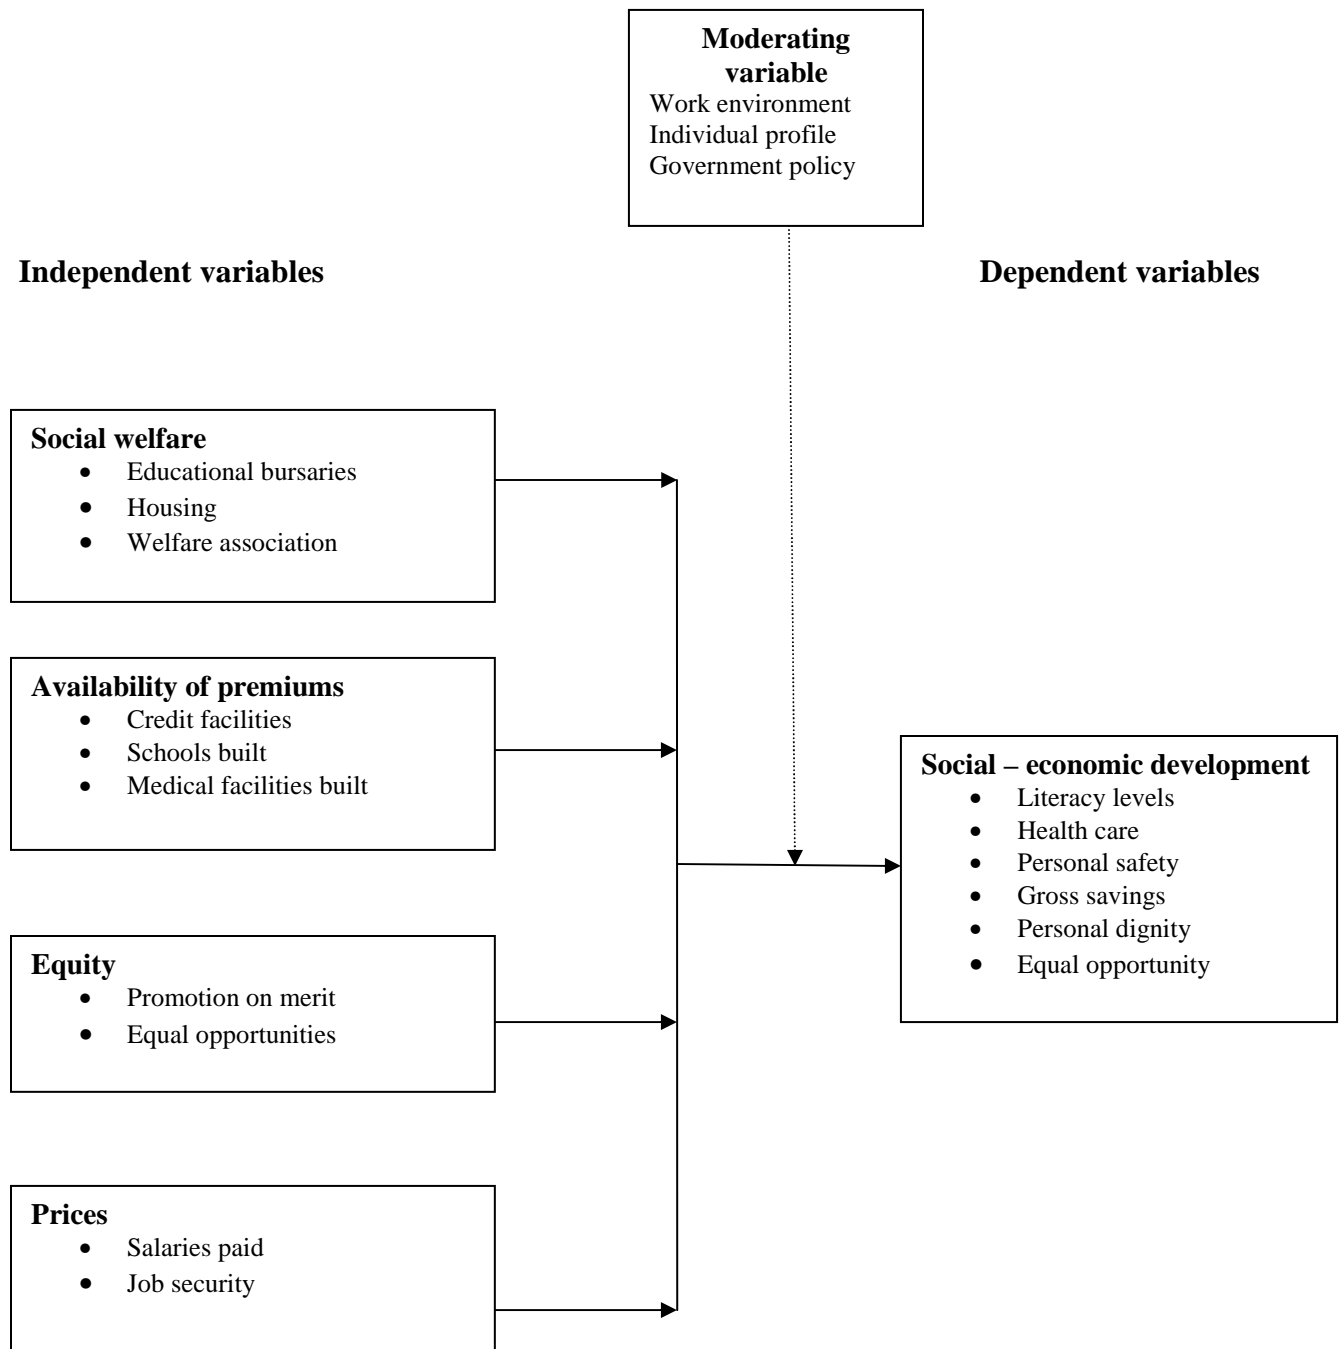 Moderating
variable
Work environment
Individual profile
Government policy
Independent variables
Dependent variables
Social welfare
• Educational bursaries
• Housing
• Welfare association
Availability of premiums
• Credit facilities
• Schools built
• Medical facilities built
Social – economic development
• Literacy levels
• Health care
• Personal safety
• Gross savings
• Personal dignity
• Equal opportunity
Equity
• Promotion on merit
• Equal opportunities
Prices
• Salaries paid
• Job security